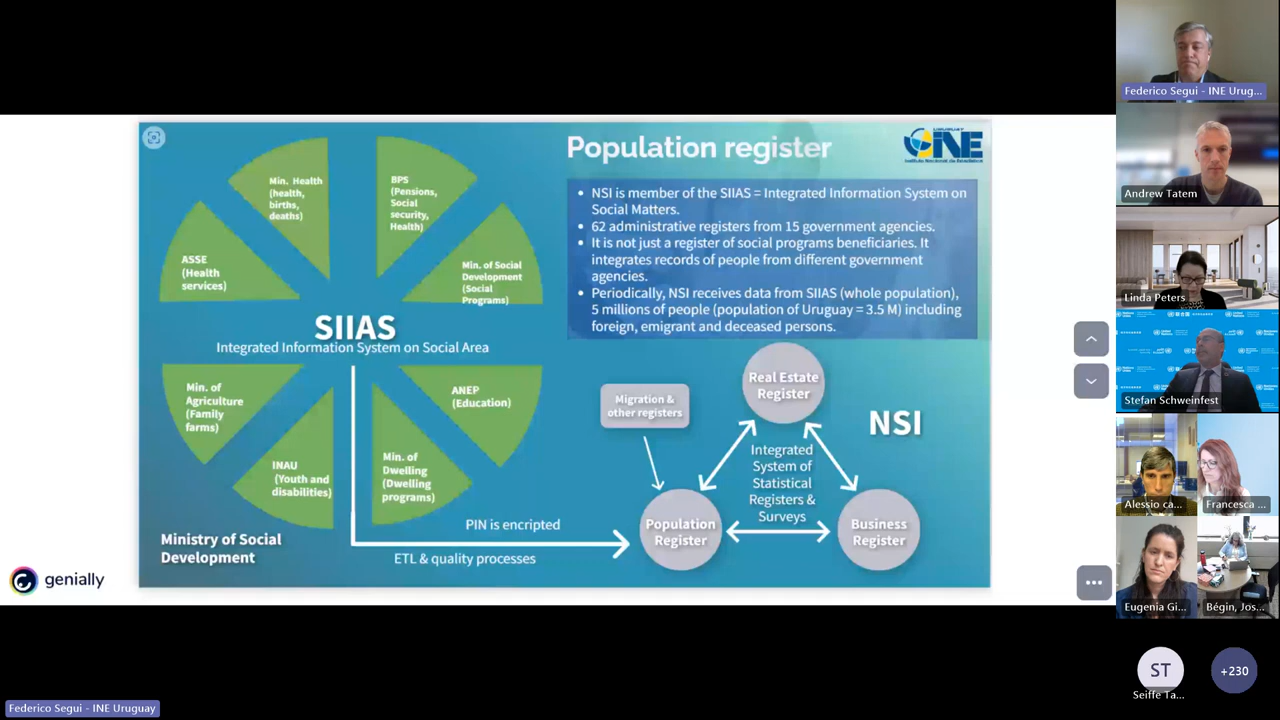 Population register
INE
Instituto Nacional de Estadística
• NSI is member of the SIIAS = Integrated Information System on
Social Matters.
• 62 administrative registers from 15 government agencies.
• It is not just a register of social programs beneficiaries. It
integrates records of people from different government
agencies.
• Periodically, NSI receives data from SIIAS (whole population),
5 millions of people (population of Uruguay = 3.5 M) including
foreign, emigrant and deceased persons.
Min. Health
(health,
births,
deaths)
BPS
(Pensions,
Social
security,
Health)
ASSE
(Health
services)
Min. of Social
Development
(Social
Programs)
SIIAS
Integrated Information System on Social Area
Min. of
Agriculture
(Family
farms)
ANEP
(Education)
INAU
(Youth and
disabilities)
Min. of
Dwelling
(Dwelling
programs)
Ministry of Social
Development
PIN is encripted
ETL & quality processes
Migration &
other registers
Real Estate
Register
NSI
Integrated
System of
Statistical
Registers &
Surveys
Population
Register
Business
Register
genially
Federico Segui - INE Uruguay
Federico Segui - INE Urug...
Andrew Tatem
Linda Peters
Stefan Schweinfest
Alessio ca...
Francesca ...
Eugenia Gi...
Bégin, Jos...
ST
Seiffe Ta...
+230